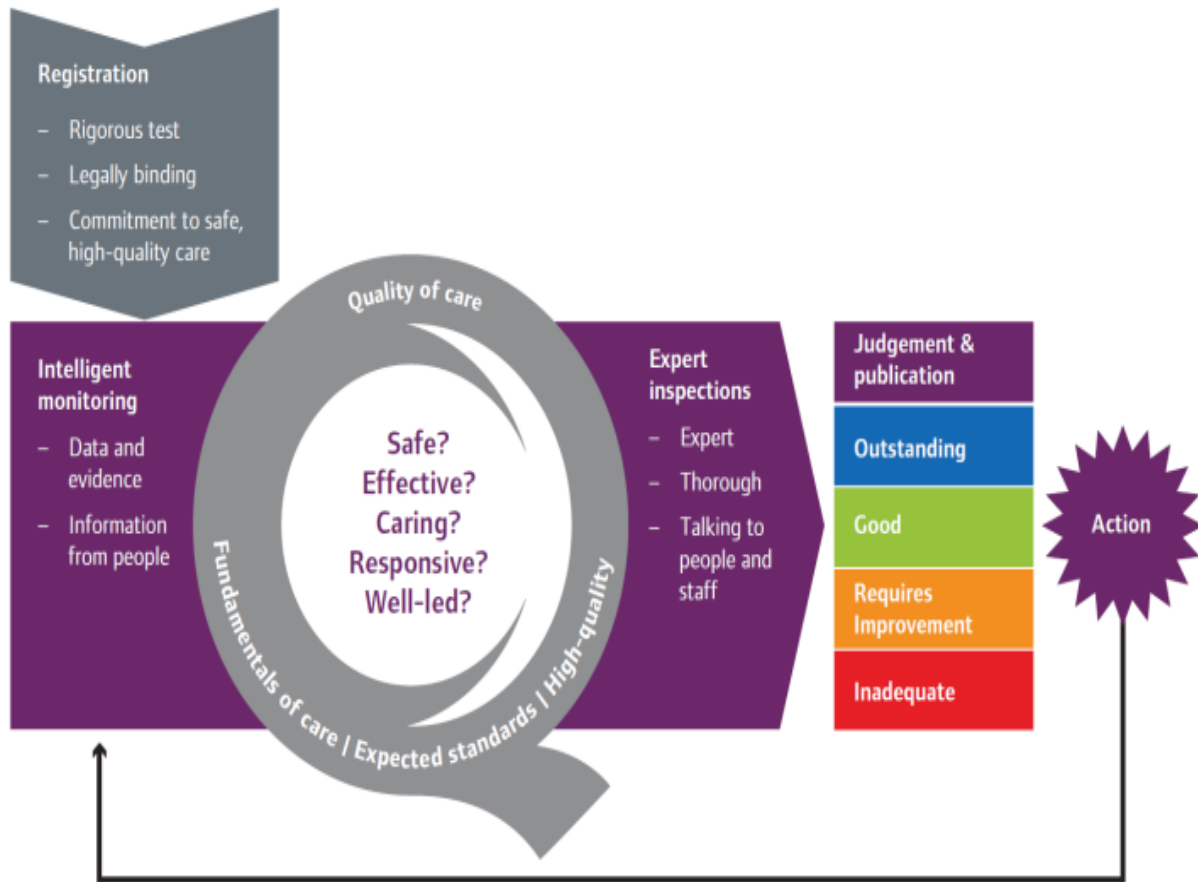 Registration
– Rigorous test
– Legally binding
– Commitment to safe,
high-quality care
Quality of care
Intelligent
monitoring
– Data and
evidence
– Information
from people
Safe?
Effective?
Caring?
Responsive?
Well-led?
Fundamentals of care | Expected standards | High-quality
Expert
inspections
– Expert
– Thorough
– Talking to
people and
staff
Judgement &
publication
Outstanding
Good
Requires
Improvement
Inadequate
Action